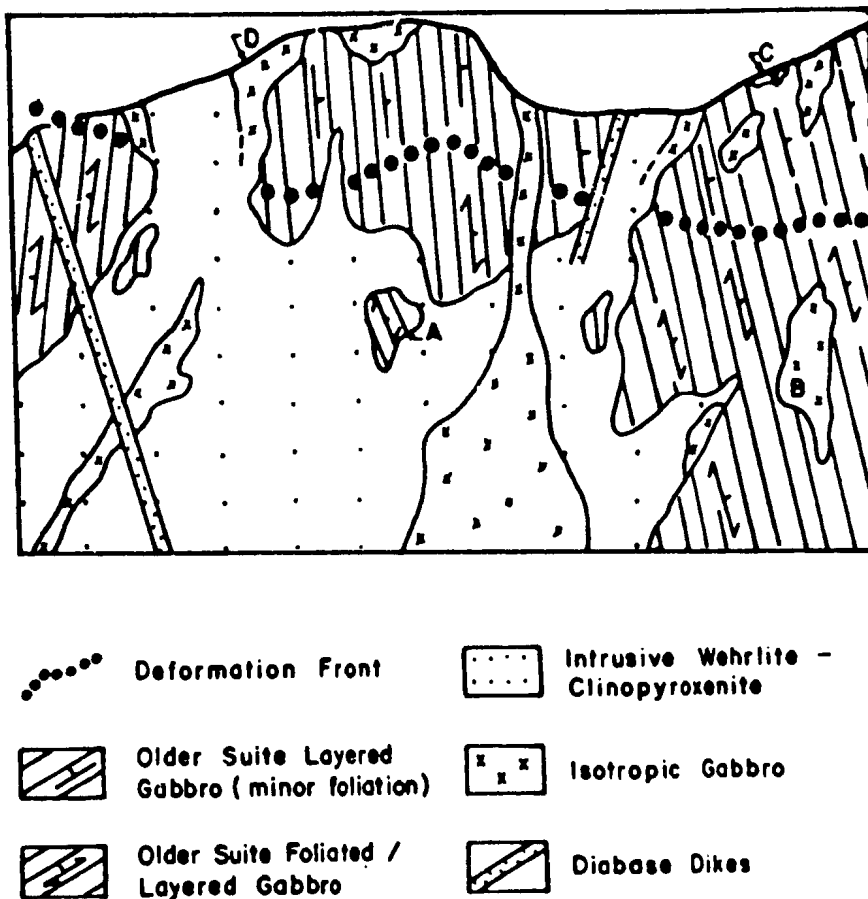 D
C
A
B
Deformation Front
Intrusive Wehrlite –
Clinopyroxenite
Older Suite Layered
Gabbro (minor foliation)
Isotropic Gabbro
Older Suite Foliated /
Layered Gabbro
Diabase Dikes